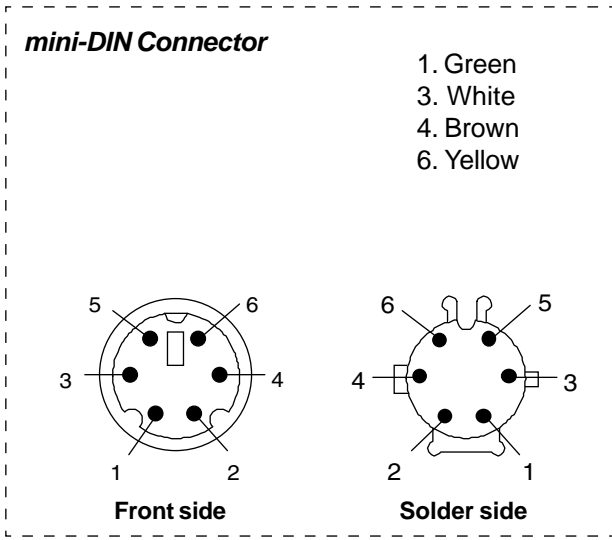 mini-DIN Connector
1. Green
3. White
4. Brown
6. Yellow
5 6
3 4
1 2
Front side
6 5
4 3
2 1
Solder side